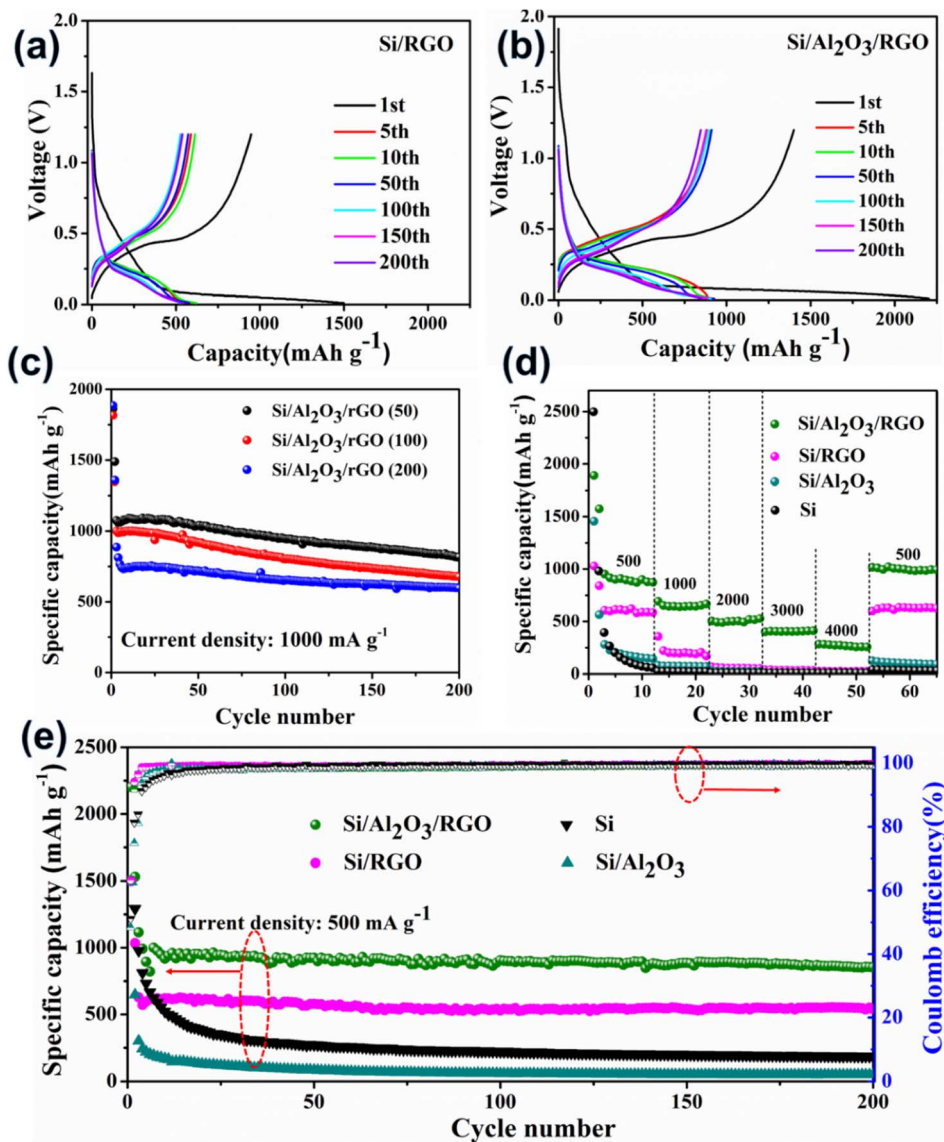 (a)
Si/RGO
1st
5th
10th
50th
100th
150th
200th
2.0
1.5
1.0
0.5
0.0
Voltage (V)
0 500 1000 1500 2000
Capacity(mAh g⁻¹)
(b)
Si/Al₂O₃/RGO
1st
5th
10th
50th
100th
150th
200th
2.0
1.5
1.0
0.5
0.0
Voltage (V)
0 500 1000 1500 2000
Capacity (mAh g⁻¹)
(c)
2000
1750
1500
1250
1000
750
500
250
0
Specific capacity(mAh g⁻¹)
Si/Al₂O₃/rGO (50)
Si/Al₂O₃/rGO (100)
Si/Al₂O₃/rGO (200)
Current density: 1000 mA g⁻¹
0 50 100 150 200
Cycle number
(d)
2500
2000
1500
1000
500
0
Specific capacity(mAh g⁻¹)
Si/Al₂O₃/RGO
Si/RGO
Si/Al₂O₃
Si
500
1000
2000
3000
4000
500
0 10 20 30 40 50 60
Cycle number
(e)
2500
2000
1500
1000
500
0
Specific capacity (mAh g⁻¹)
Si/Al₂O₃/RGO
Si
Si/RGO
Si/Al₂O₃
Current density: 500 mA g⁻¹
100
80
60
40
20
0
Coulomb efficiency(%)
0 50 100 150 200
Cycle number